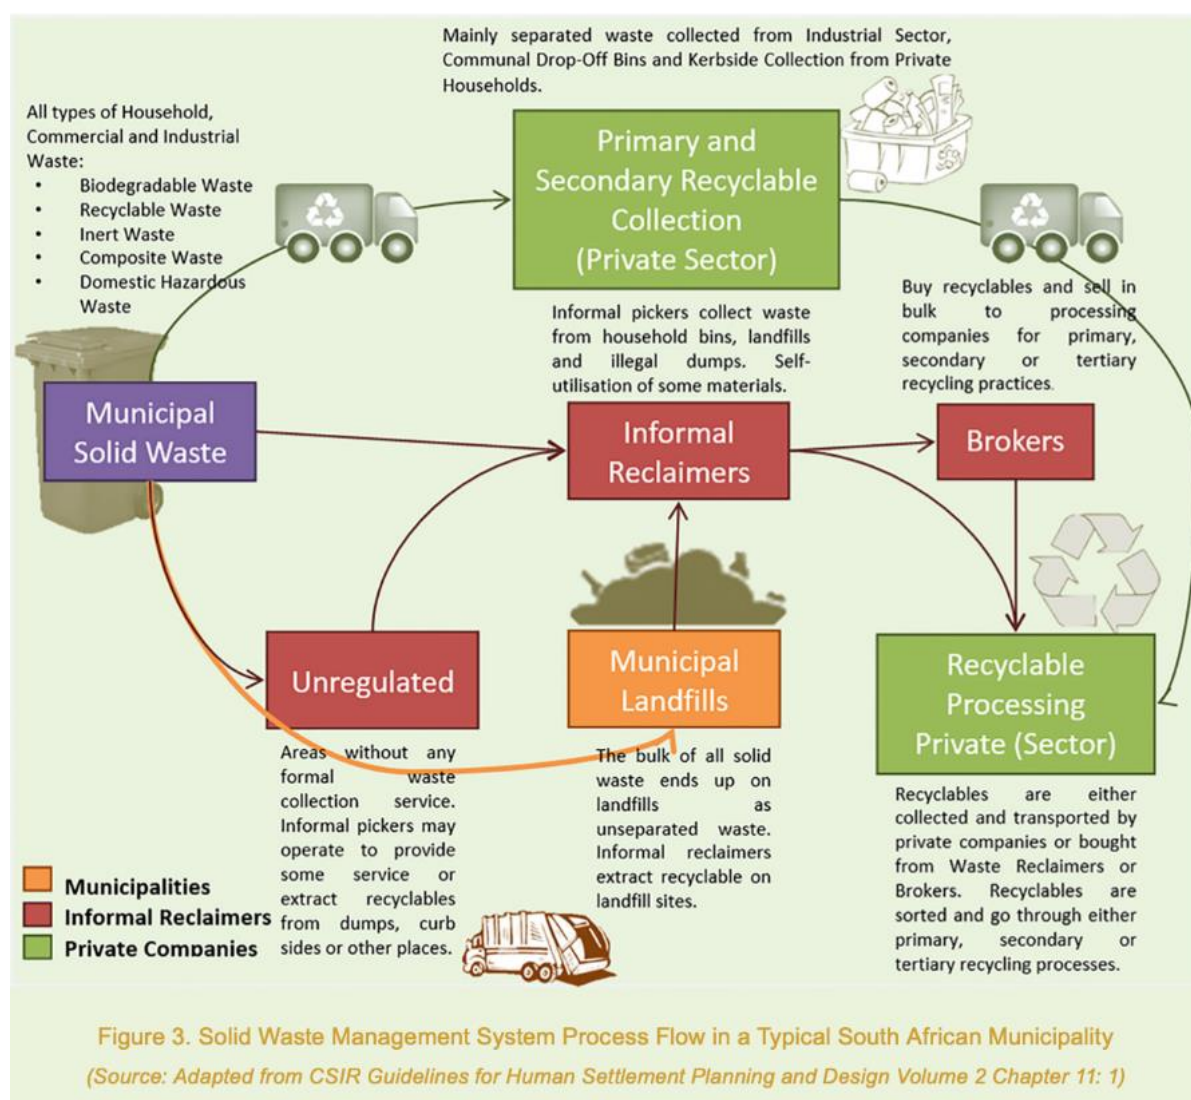 Mainly separated waste collected from Industrial Sector,
Communal Drop-Off Bins and Kerbside Collection from Private
Households.
All types of Household,
Commercial and Industrial
Waste:
• Biodegradable Waste
• Recyclable Waste
• Inert Waste
• Composite Waste
• Domestic Hazardous
Waste
Primary and
Secondary Recyclable
Collection
(Private Sector)
Informal pickers collect waste
from household bins, landfills
and illegal dumps. Self-
utilisation of some materials.
Buy recyclables and sell in
bulk to processing
companies for primary,
secondary or tertiary
recycling practices.
Municipal
Solid Waste
Informal
Reclaimers
Brokers
Unregulated
Municipal
Landfills
Recyclable
Processing
Private (Sector)
Areas without any
formal waste
collection service.
Informal pickers may
operate to provide
some service or
extract recyclables
from dumps, curb
sides or other places.
The bulk of all solid
waste ends up on
landfills as
unseparated waste.
Informal reclaimers
extract recyclable on
landfill sites.
Recyclables are either
collected and transported by
private companies or bought
from Waste Reclaimers or
Brokers. Recyclables are
sorted and go through either
primary, secondary or
tertiary recycling processes.
Municipalities
Informal Reclaimers
Private Companies
Figure 3. Solid Waste Management System Process Flow in a Typical South African Municipality
(Source: Adapted from CSIR Guidelines for Human Settlement Planning and Design Volume 2 Chapter 11: 1)